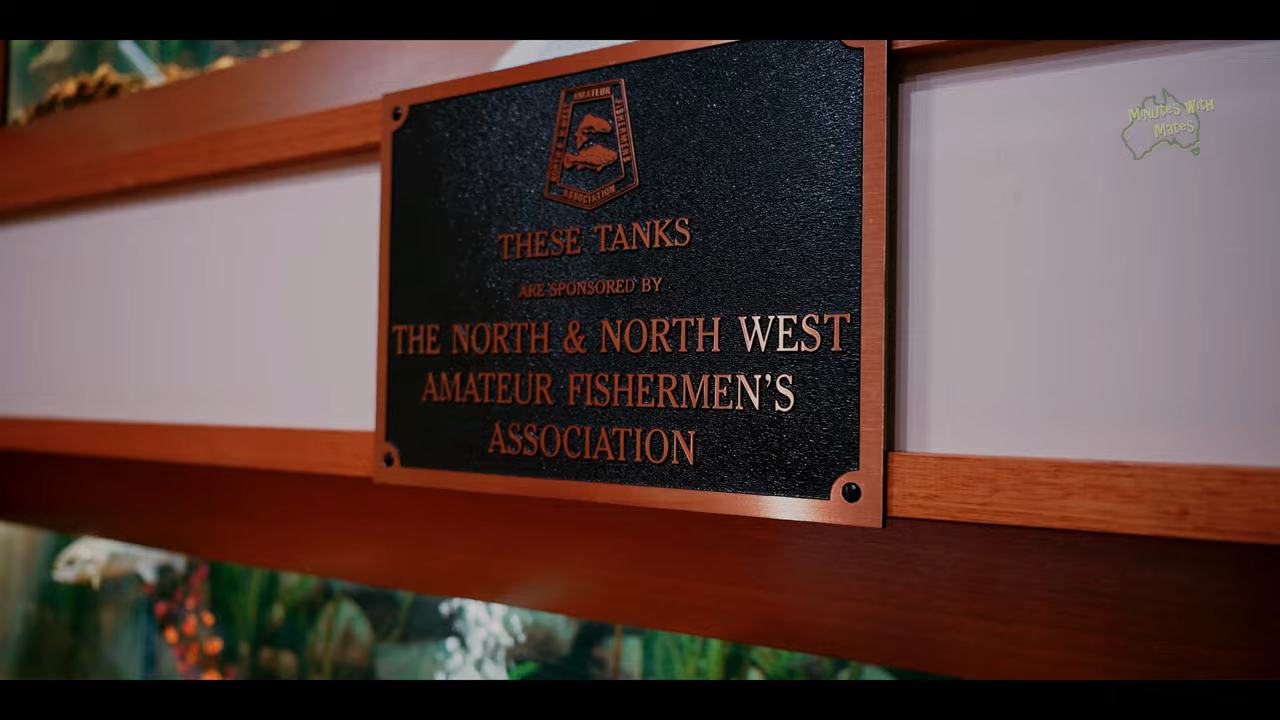 AMATEUR
FISHERMENS
ASSOCIATION
THESE TANKS
ARE SPONSORED BY
THE NORTH & NORTH WEST
AMATEUR FISHERMEN'S
ASSOCIATION
Minutes With
Mates